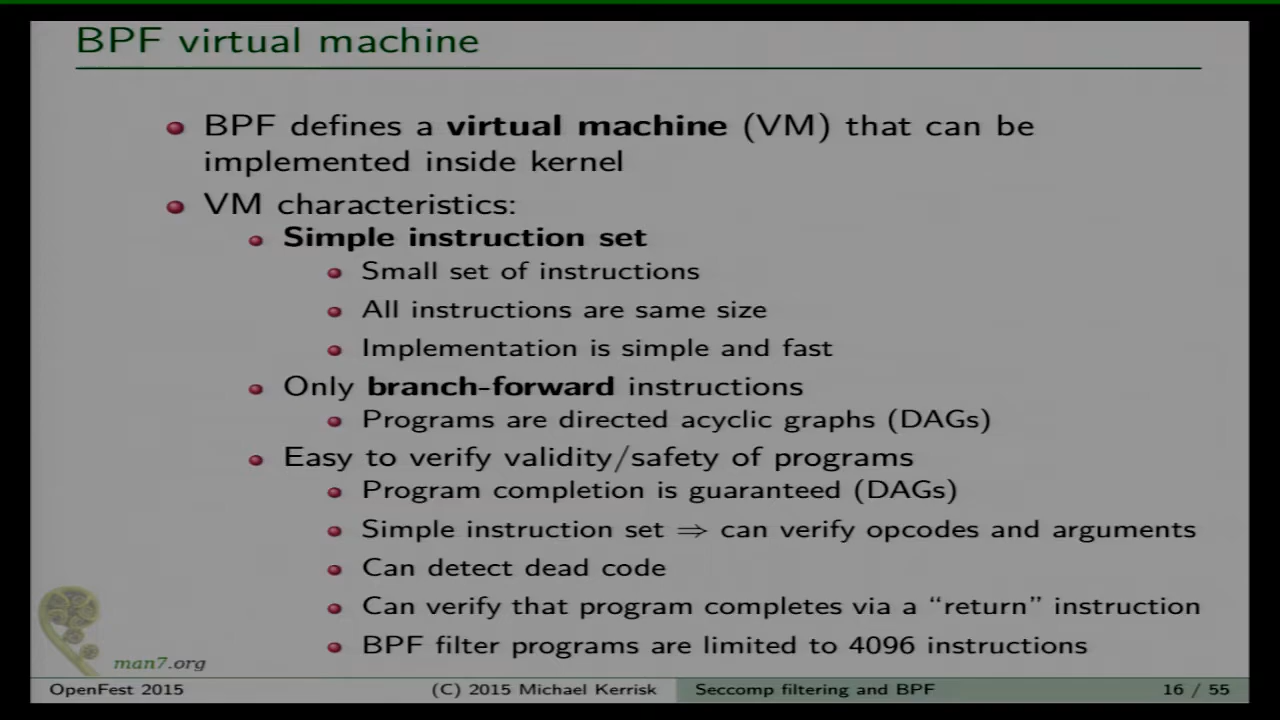 BPF virtual machine
BPF defines a virtual machine (VM) that can be
implemented inside kernel
VM characteristics:
Simple instruction set
Small set of instructions
All instructions are same size
Implementation is simple and fast
Only branch-forward instructions
Programs are directed acyclic graphs (DAGs)
Easy to verify validity/safety of programs
Program completion is guaranteed (DAGs)
Simple instruction set ⇒ can verify opcodes and arguments
Can detect dead code
Can verify that program completes via a “return” instruction
BPF filter programs are limited to 4096 instructions
man7.org
OpenFest 2015 (C) 2015 Michael Kerrisk Seccomp filtering and BPF 16 / 55